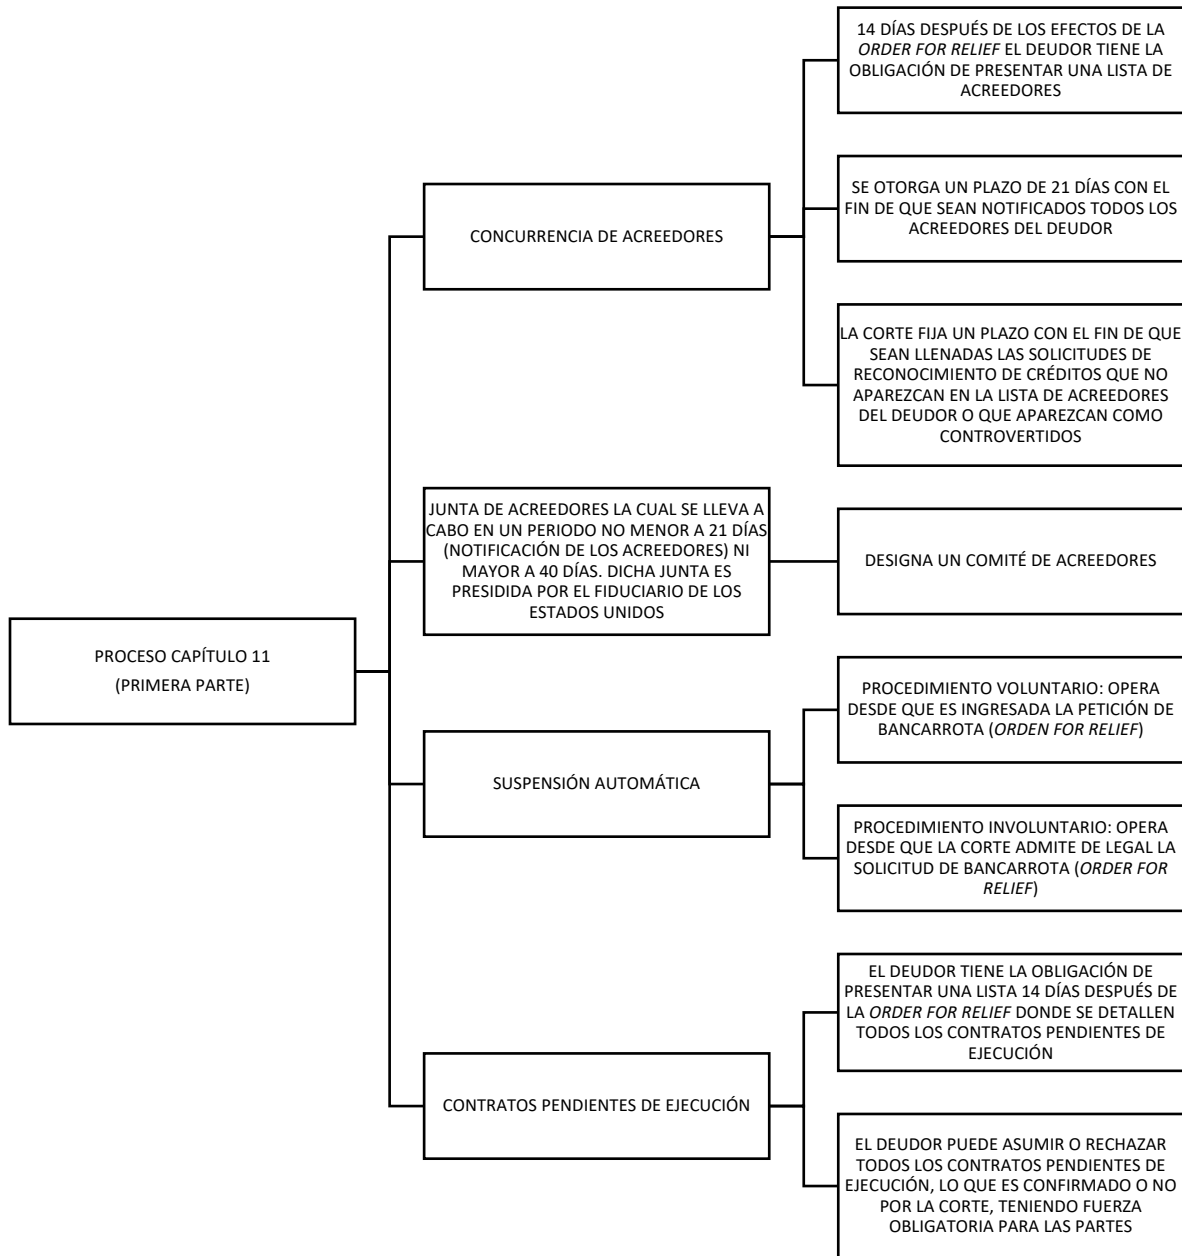 PROCESO CAPÍTULO 11
(PRIMERA PARTE)
CONCURRENCIA DE ACREEDORES
14 DÍAS DESPUÉS DE LOS EFECTOS DE LA
ORDER FOR RELIEF EL DEUDOR TIENE LA
OBLIGACIÓN DE PRESENTAR UNA LISTA DE
ACREEDORES
SE OTORGA UN PLAZO DE 21 DÍAS CON EL
FIN DE QUE SEAN NOTIFICADOS TODOS LOS
ACREEDORES DEL DEUDOR
LA CORTE FIJA UN PLAZO CON EL FIN DE QUE
SEAN LLENADAS LAS SOLICITUDES DE
RECONOCIMIENTO DE CRÉDITOS QUE NO
APAREZCAN EN LA LISTA DE ACREEDORES
DEL DEUDOR O QUE APAREZCAN COMO
CONTROVERTIDOS
JUNTA DE ACREEDORES LA CUAL SE LLEVA A
CABO EN UN PERIODO NO MENOR A 21 DÍAS
(NOTIFICACIÓN DE LOS ACREEDORES) NI
MAYOR A 40 DÍAS. DICHA JUNTA ES
PRESIDIDA POR EL FIDUCIARIO DE LOS
ESTADOS UNIDOS
DESIGNA UN COMITÉ DE ACREEDORES
SUSPENSIÓN AUTOMÁTICA
PROCEDIMIENTO VOLUNTARIO: OPERA
DESDE QUE ES INGRESADA LA PETICIÓN DE
BANCARROTA (ORDEN FOR RELIEF)
PROCEDIMIENTO INVOLUNTARIO: OPERA
DESDE QUE LA CORTE ADMITE DE LEGAL LA
SOLICITUD DE BANCARROTA (ORDER FOR
RELIEF)
CONTRATOS PENDIENTES DE EJECUCIÓN
EL DEUDOR TIENE LA OBLIGACIÓN DE
PRESENTAR UNA LISTA 14 DÍAS DESPUÉS DE
LA ORDER FOR RELIEF DONDE SE DETALLEN
TODOS LOS CONTRATOS PENDIENTES DE
EJECUCIÓN
EL DEUDOR PUEDE ASUMIR O RECHAZAR
TODOS LOS CONTRATOS PENDIENTES DE
EJECUCIÓN, LO QUE ES CONFIRMADO O NO
POR LA CORTE, TENIENDO FUERZA
OBLIGATORIA PARA LAS PARTES